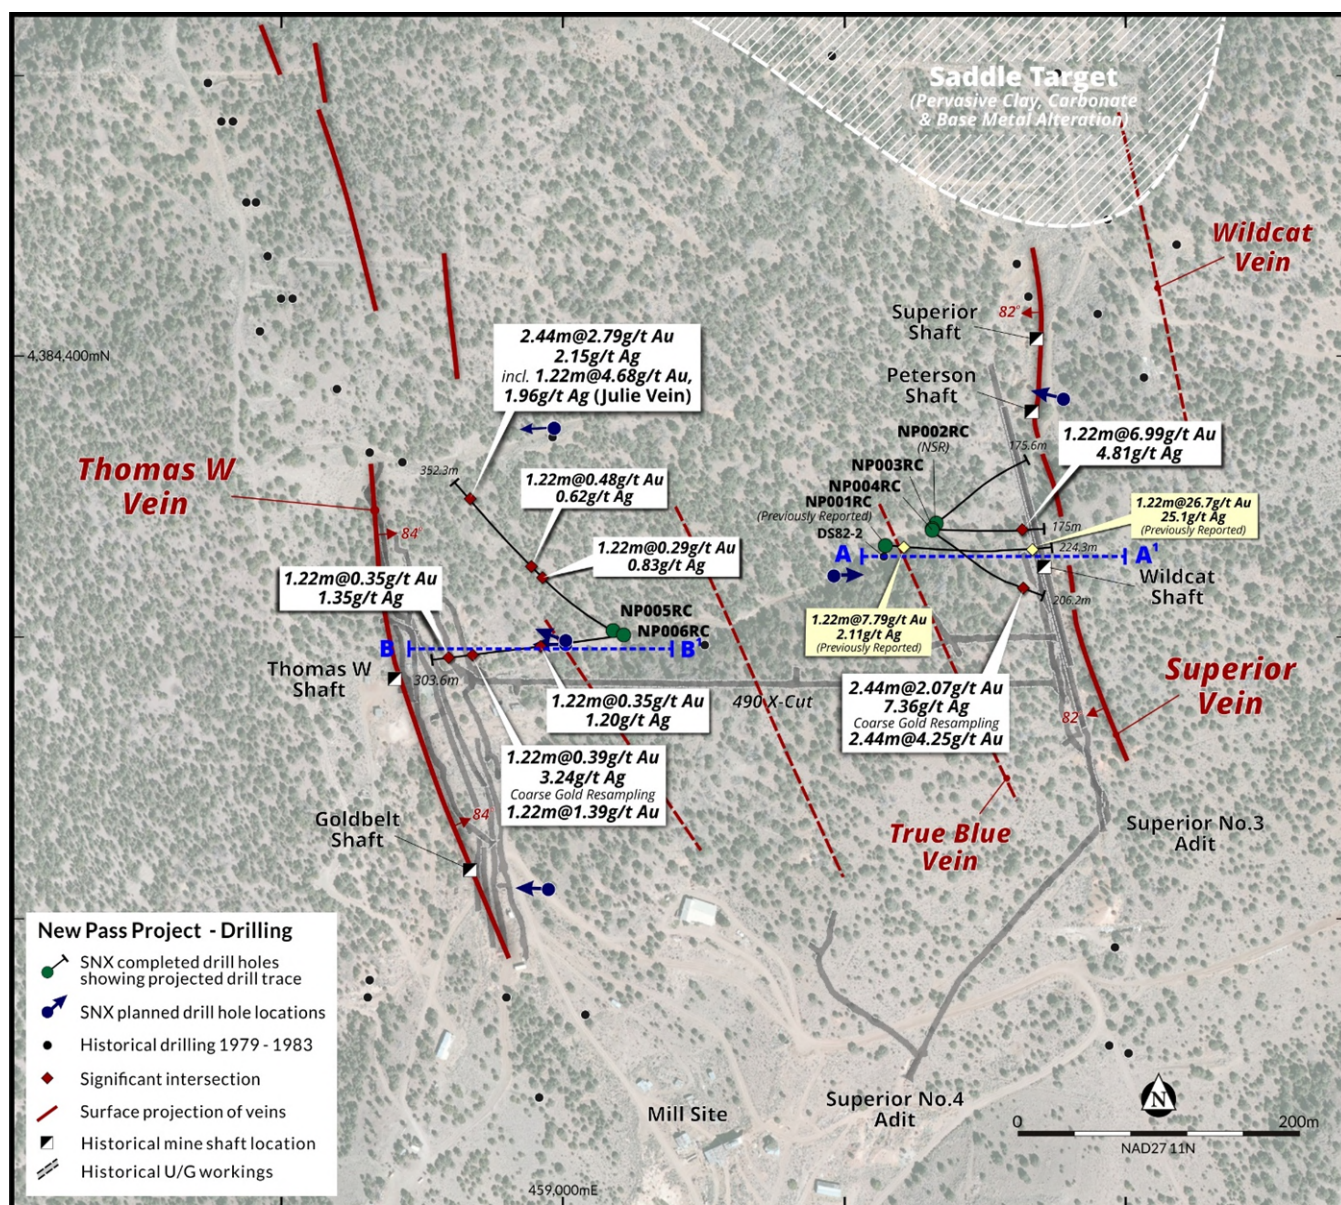 Saddle Target
(Pervasive Clay, Carbonate
& Base Metal Alteration)
Wildcat
Vein
Superior
Shaft
82°
4,384,400mN
2.44m@2.79g/t Au
2.15g/t Ag
incl. 1.22m@4.68g/t Au,
1.96g/t Ag (Julie Vein)
Peterson
Shaft
NP002RC
(NSR)
175.6m
1.22m@6.99g/t Au
4.81g/t Ag
Thomas W
Vein
352.3m
1.22m@0.48g/t Au
0.62g/t Ag
NP003RC
NP004RC
NP001RC
(Previously Reported)
DS82-2
1.22m@26.7g/t Au
25.1g/t Ag
(Previously Reported)
175m
224.3m
84°
1.22m@0.29g/t Au
0.83g/t Ag
A
A¹
1.22m@0.35g/t Au
1.35g/t Ag
Wildcat
Shaft
206.2m
NP005RC
NP006RC
1.22m@7.79g/t Au
2.11g/t Ag
(Previously Reported)
B
B¹
Thomas W
Shaft
303.6m
490 X-Cut
1.22m@0.35g/t Au
1.20g/t Ag
2.44m@2.07g/t Au
7.36g/t Ag
Coarse Gold Resampling
2.44m@4.25g/t Au
Superior
Vein
82°
1.22m@0.39g/t Au
3.24g/t Ag
Coarse Gold Resampling
1.22m@1.39g/t Au
84°
Goldbelt
Shaft
True Blue
Vein
Superior No.3
Adit
New Pass Project - Drilling
SNX completed drill holes
showing projected drill trace
SNX planned drill hole locations
Historical drilling 1979 - 1983
Significant intersection
Surface projection of veins
Historical mine shaft location
Historical U/G workings
Mill Site
Superior No.4
Adit
N
0
200m
NAD27 11N
459,000mE